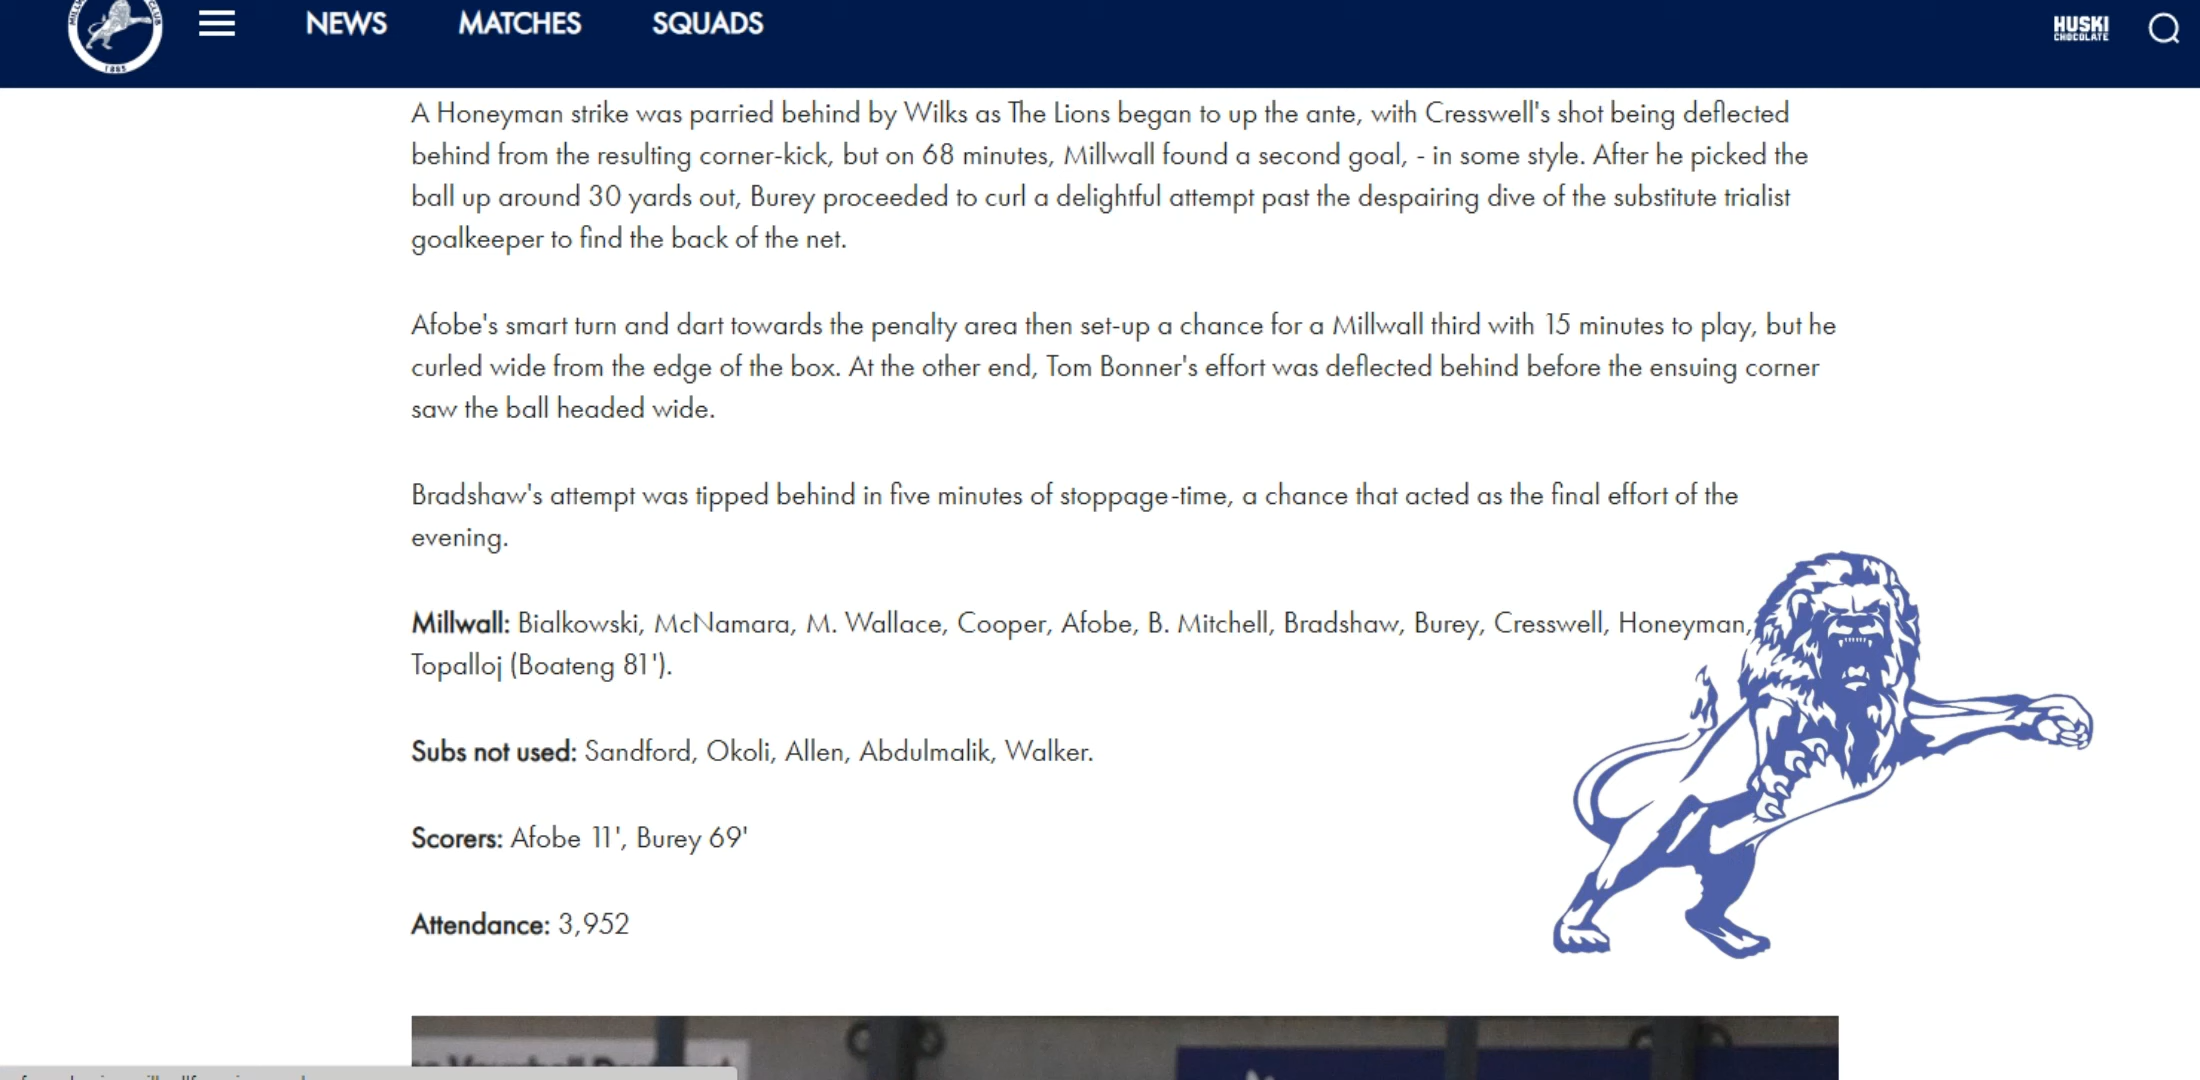 NEWS MATCHES SQUADS
HUSKI
CHOCOLATE
1885
A Honeyman strike was parried behind by Wilks as The Lions began to up the ante, with Cresswell's shot being deflected
behind from the resulting corner-kick, but on 68 minutes, Millwall found a second goal, - in some style. After he picked the
ball up around 30 yards out, Burey proceeded to curl a delightful attempt past the despairing dive of the substitute trialist
goalkeeper to find the back of the net.
Afobe's smart turn and dart towards the penalty area then set-up a chance for a Millwall third with 15 minutes to play, but he
curled wide from the edge of the box. At the other end, Tom Bonner's effort was deflected behind before the ensuing corner
saw the ball headed wide.
Bradshaw's attempt was tipped behind in five minutes of stoppage-time, a chance that acted as the final effort of the
evening.
Millwall: Bialkowski, McNamara, M. Wallace, Cooper, Afobe, B. Mitchell, Bradshaw, Burey, Cresswell, Honeyman,
Topalloj (Boateng 81').
Subs not used: Sandford, Okoli, Allen, Abdulmalik, Walker.
Scorers: Afobe 11', Burey 69'
Attendance: 3,952